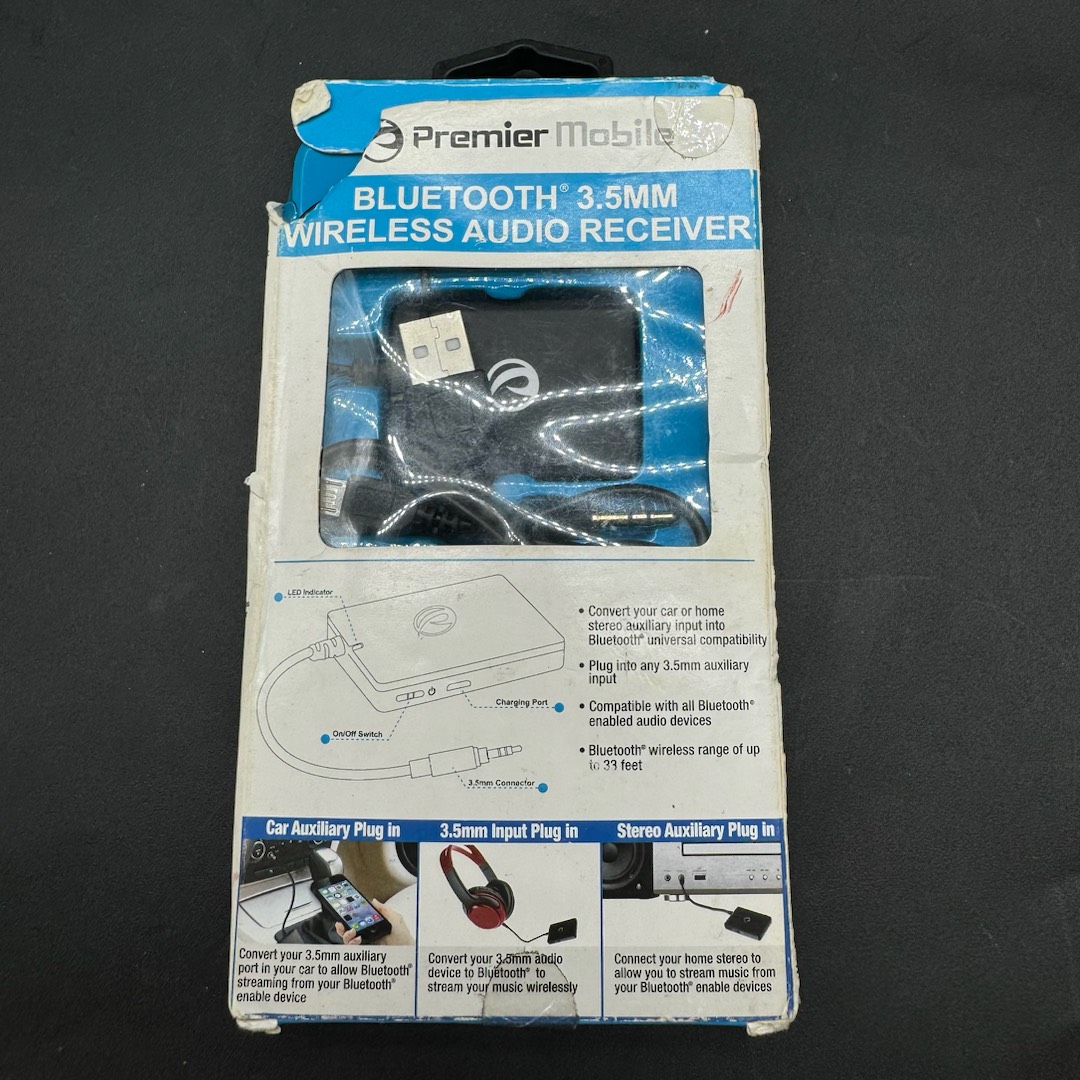 Premier Mobile
BLUETOOTH® 3.5MM
WIRELESS AUDIO RECEIVER
LED Indicator
Charging Port
On/Off Switch
3.5mm Connector
• Convert your car or home
stereo auxiliary input into
Bluetooth® universal compatibility
• Plug into any 3.5mm auxiliary
input
• Compatible with all Bluetooth®
enabled audio devices
• Bluetooth® wireless range of up
to 33 feet
Car Auxiliary Plug in
Convert your 3.5mm auxiliary
port in your car to allow Bluetooth®
streaming from your Bluetooth®
enable device
3.5mm Input Plug in
Convert your 3.5mm audio
device to Bluetooth® to
stream your music wirelessly
Stereo Auxiliary Plug in
Connect your home stereo to
allow you to stream music from
your Bluetooth® enable devices